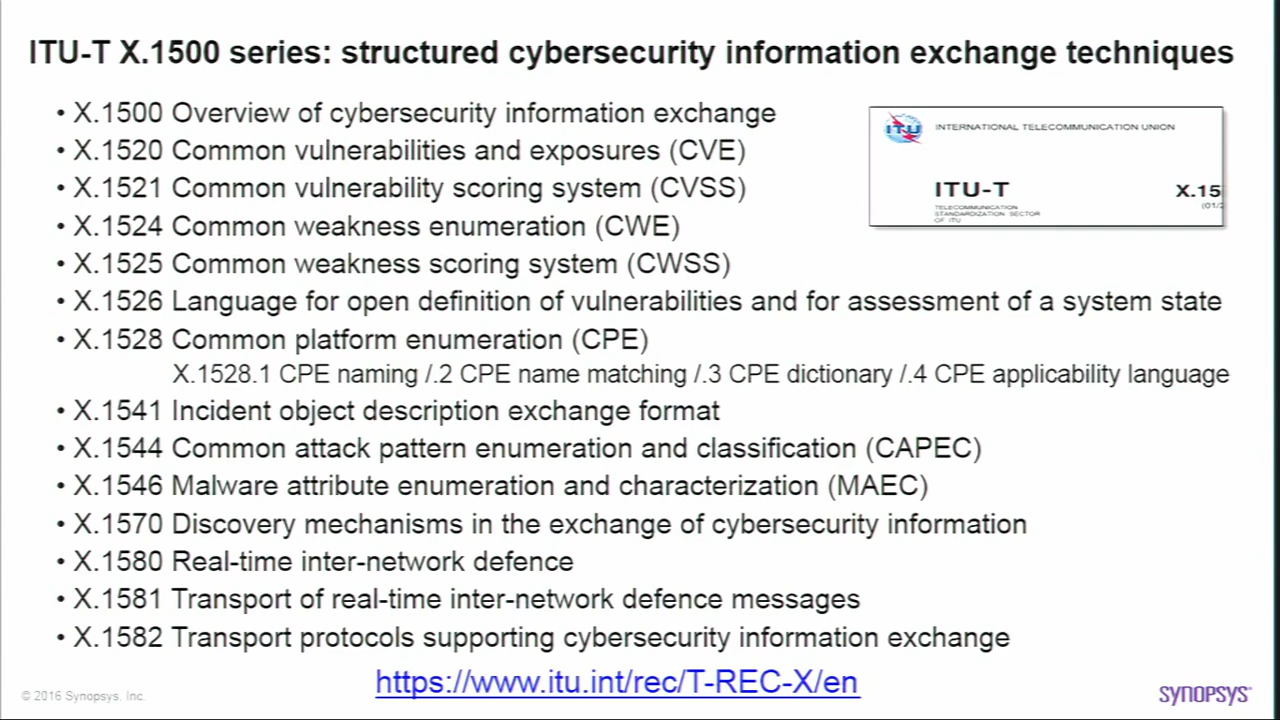 ITU-T X.1500 series: structured cybersecurity information exchange techniques
• X.1500 Overview of cybersecurity information exchange
• X.1520 Common vulnerabilities and exposures (CVE)
• X.1521 Common vulnerability scoring system (CVSS)
• X.1524 Common weakness enumeration (CWE)
• X.1525 Common weakness scoring system (CWSS)
• X.1526 Language for open definition of vulnerabilities and for assessment of a system state
• X.1528 Common platform enumeration (CPE)
X.1528.1 CPE naming /.2 CPE name matching /.3 CPE dictionary /.4 CPE applicability language
• X.1541 Incident object description exchange format
• X.1544 Common attack pattern enumeration and classification (CAPEC)
• X.1546 Malware attribute enumeration and characterization (MAEC)
• X.1570 Discovery mechanisms in the exchange of cybersecurity information
• X.1580 Real-time inter-network defence
• X.1581 Transport of real-time inter-network defence messages
• X.1582 Transport protocols supporting cybersecurity information exchange
ITU INTERNATIONAL TELECOMMUNICATION UNION
ITU-T X.15
TELECOMMUNICATION (01/2
STANDARDIZATION SECTOR
OF ITU
https://www.itu.int/rec/T-REC-X/en
© 2016 Synopsys, Inc.
SYNOPSYS